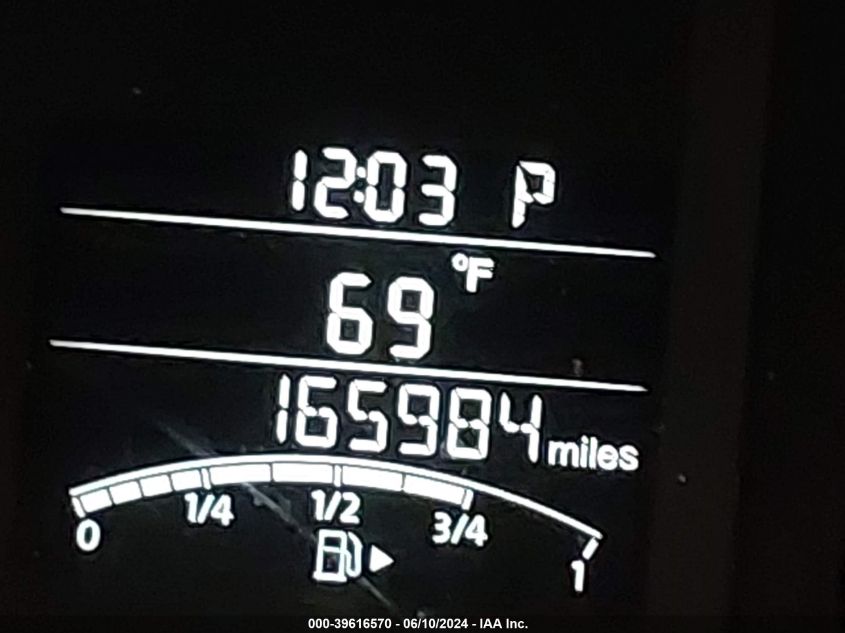 12:03 P
°F
69
165984 miles
0 1/4 1/2 3/4 1
000-39616570 - 06/10/2024 - IAA Inc.